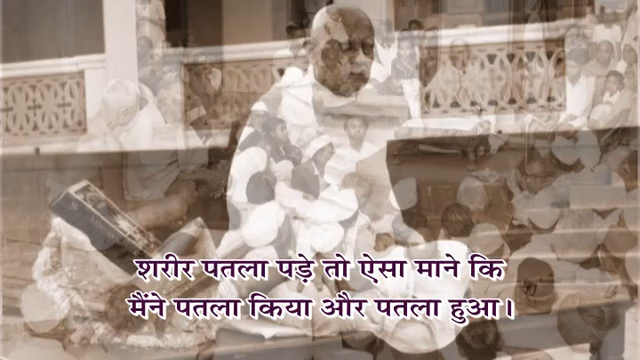 शरीर पतला पड़े तो ऐसा माने कि
मैंने पतला किया और पतला हुआ।